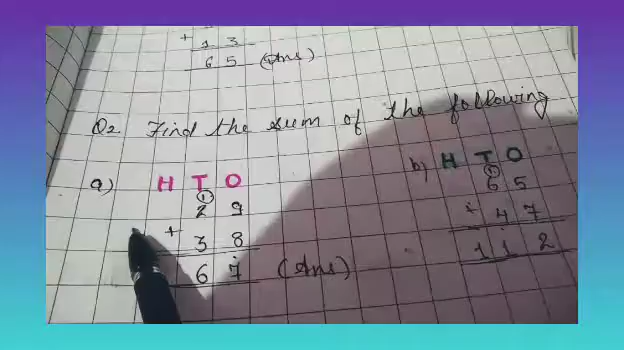 + 1 3
6 5 (Ans)
Q2. Find the sum of the following
a) H T O
1
2 9
+ 3 8
6 7 (Ans)
b) H T O
1
6 5
+ 4 7
1 1 2